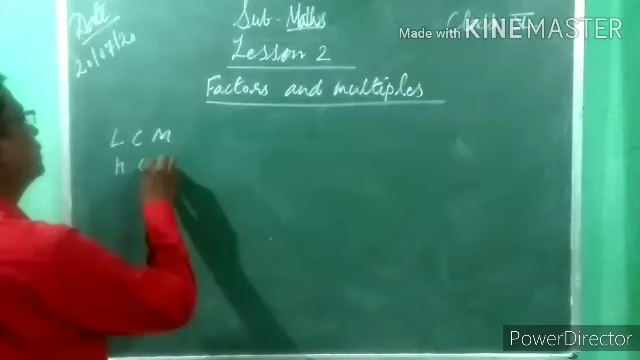 Date
20/07/20
Sub- Maths
Lesson 2
Factors and multiples
L C M
H C
Made with KINEMASTER
PowerDirector